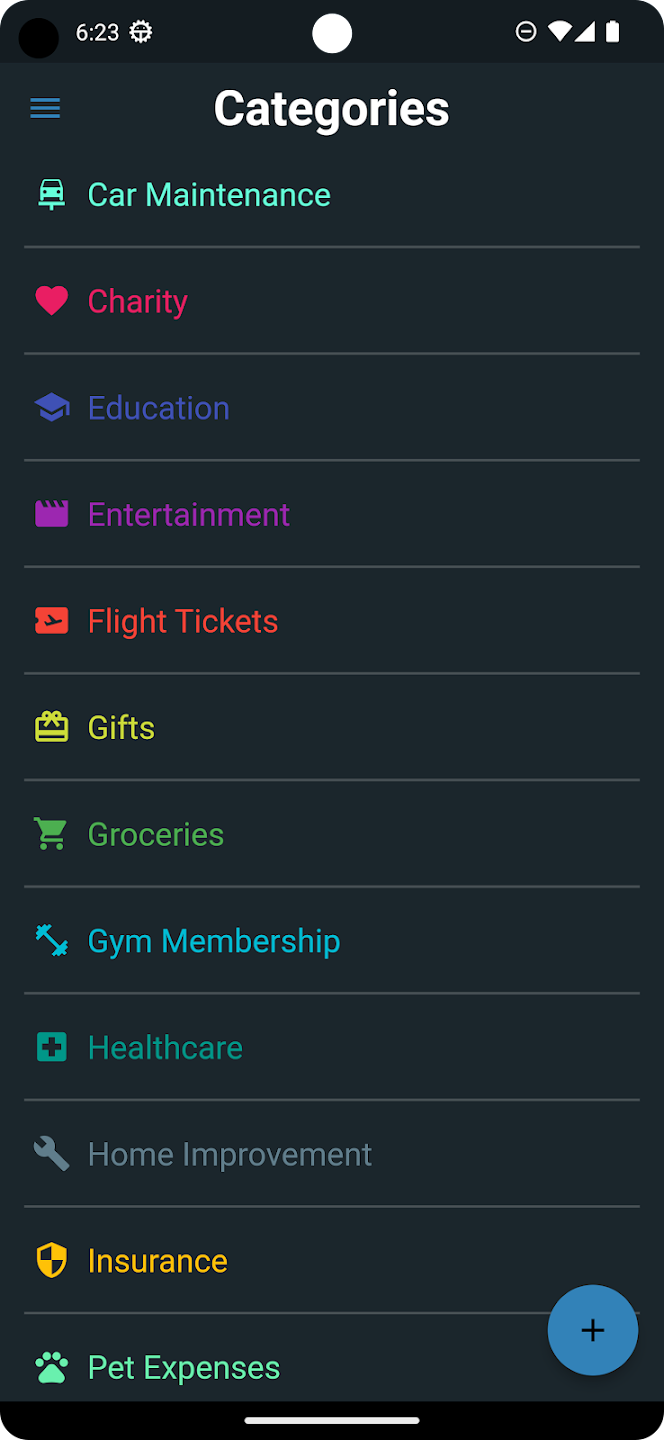 6:23
Categories
Car Maintenance
Charity
Education
Entertainment
Flight Tickets
Gifts
Groceries
Gym Membership
Healthcare
Home Improvement
Insurance
Pet Expenses